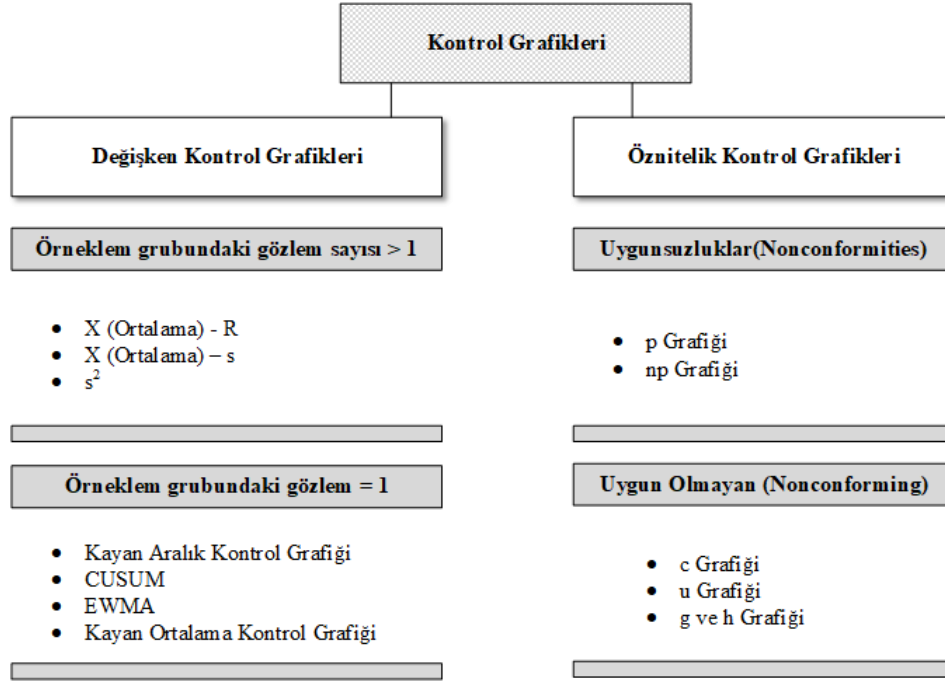 Kontrol Grafikleri
Değişken Kontrol Grafikleri
Örneklem grubundaki gözlem sayısı > 1
• X (Ortalama) - R
• X (Ortalama) – s
• s²
Örneklem grubundaki gözlem = 1
• Kayan Aralık Kontrol Grafiği
• CUSUM
• EWMA
• Kayan Ortalama Kontrol Grafiği
Öznitelik Kontrol Grafikleri
Uygunsuzluklar(Nonconformities)
• p Grafiği
• np Grafiği
Uygun Olmayan (Nonconforming)
• c Grafiği
• u Grafiği
• g ve h Grafiği